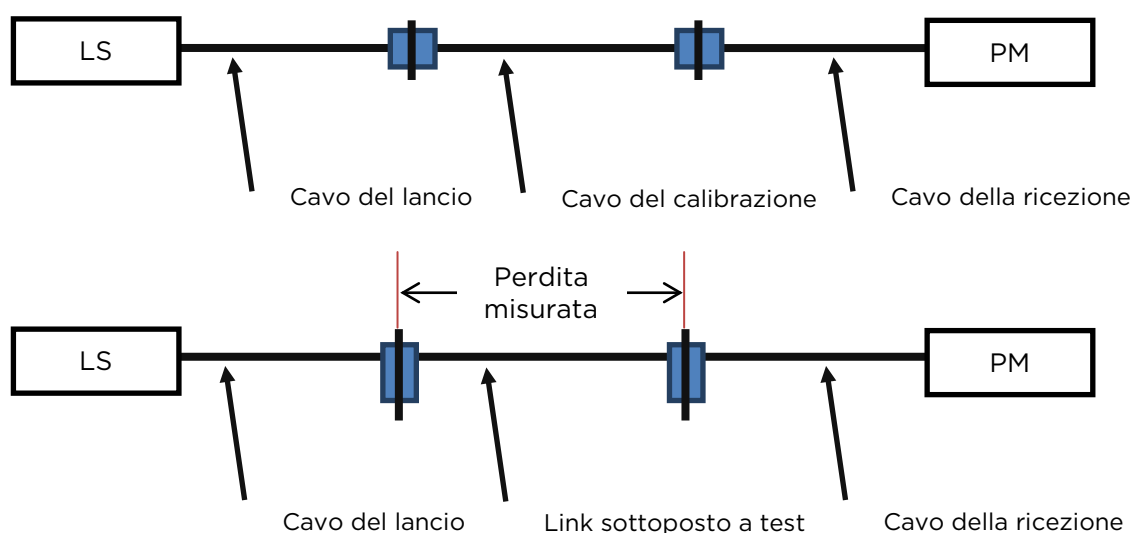 LS
PM
Cavo del lancio
Cavo del calibrazione
Cavo della ricezione
Perdita
misurata
LS
PM
Cavo del lancio
Link sottoposto a test
Cavo della ricezione